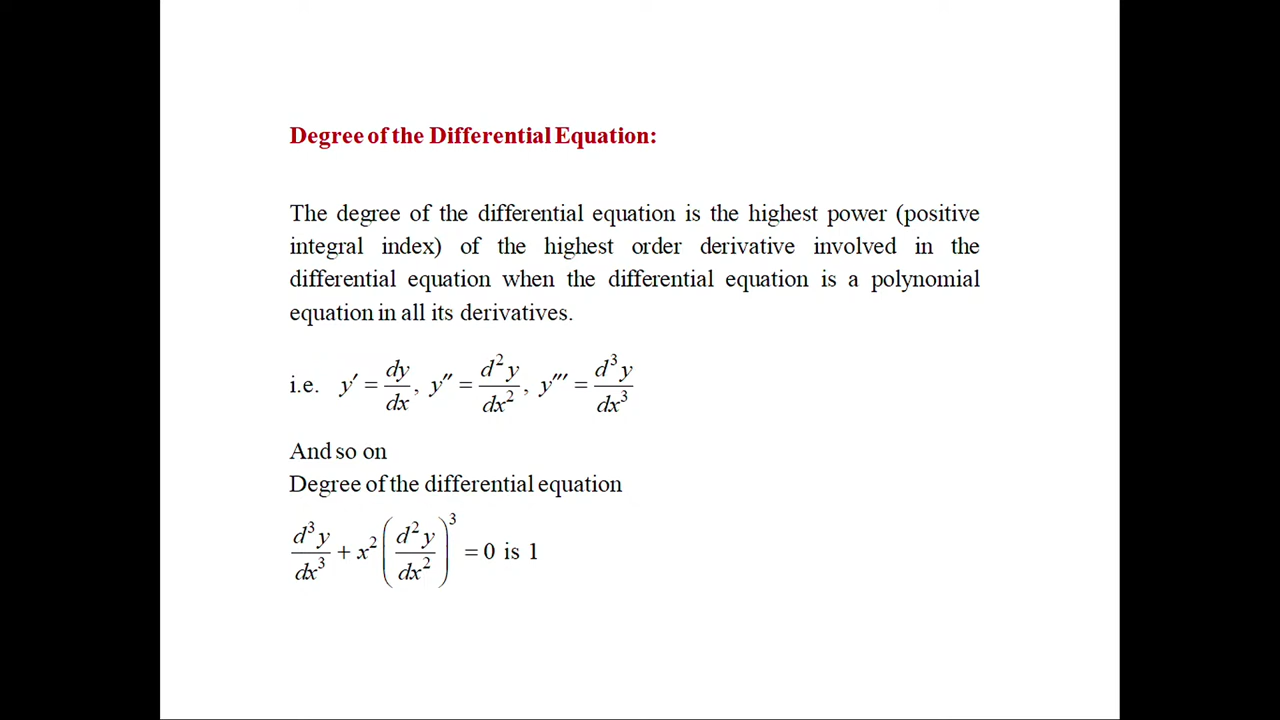 Degree of the Differential Equation:
The degree of the differential equation is the highest power (positive
integral index) of the highest order derivative involved in the
differential equation when the differential equation is a polynomial
equation in all its derivatives.
i.e. y′ = dy/dx, y″ = d²y/dx², y‴ = d³y/dx³
And so on
Degree of the differential equation
d³y/dx³ + x²(d²y/dx²)³ = 0 is 1